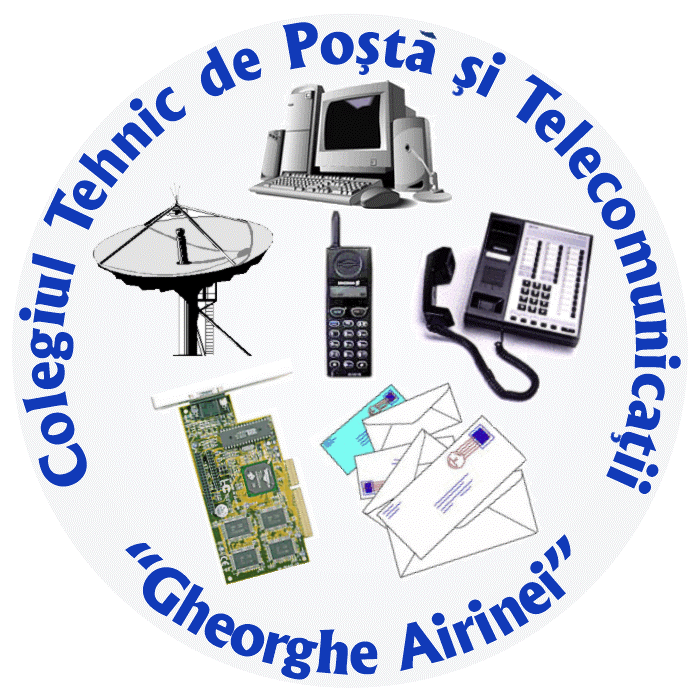 Colegiul Tehnic de Poştă şi Telecomunicaţii
“Gheorghe Airinei”